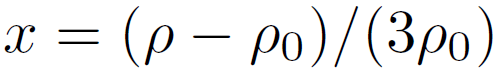 x = (ρ − ρ₀)/(3ρ₀)